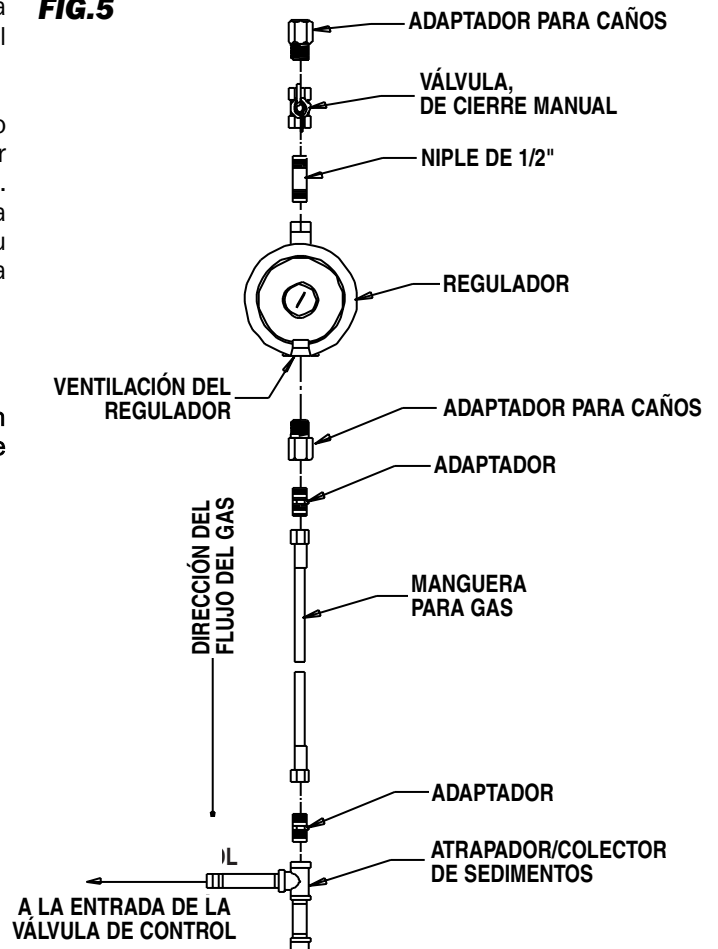 FIG.5
ADAPTADOR PARA CAÑOS
VÁLVULA,
DE CIERRE MANUAL
NIPLE DE 1/2"
REGULADOR
VENTILACIÓN DEL
REGULADOR
ADAPTADOR PARA CAÑOS
ADAPTADOR
DIRECCIÓN DEL
FLUJO DEL GAS
MANGUERA
PARA GAS
ADAPTADOR
ATRAPADOR/COLECTOR
DE SEDIMENTOS
A LA ENTRADA DE LA
VÁLVULA DE CONTROL